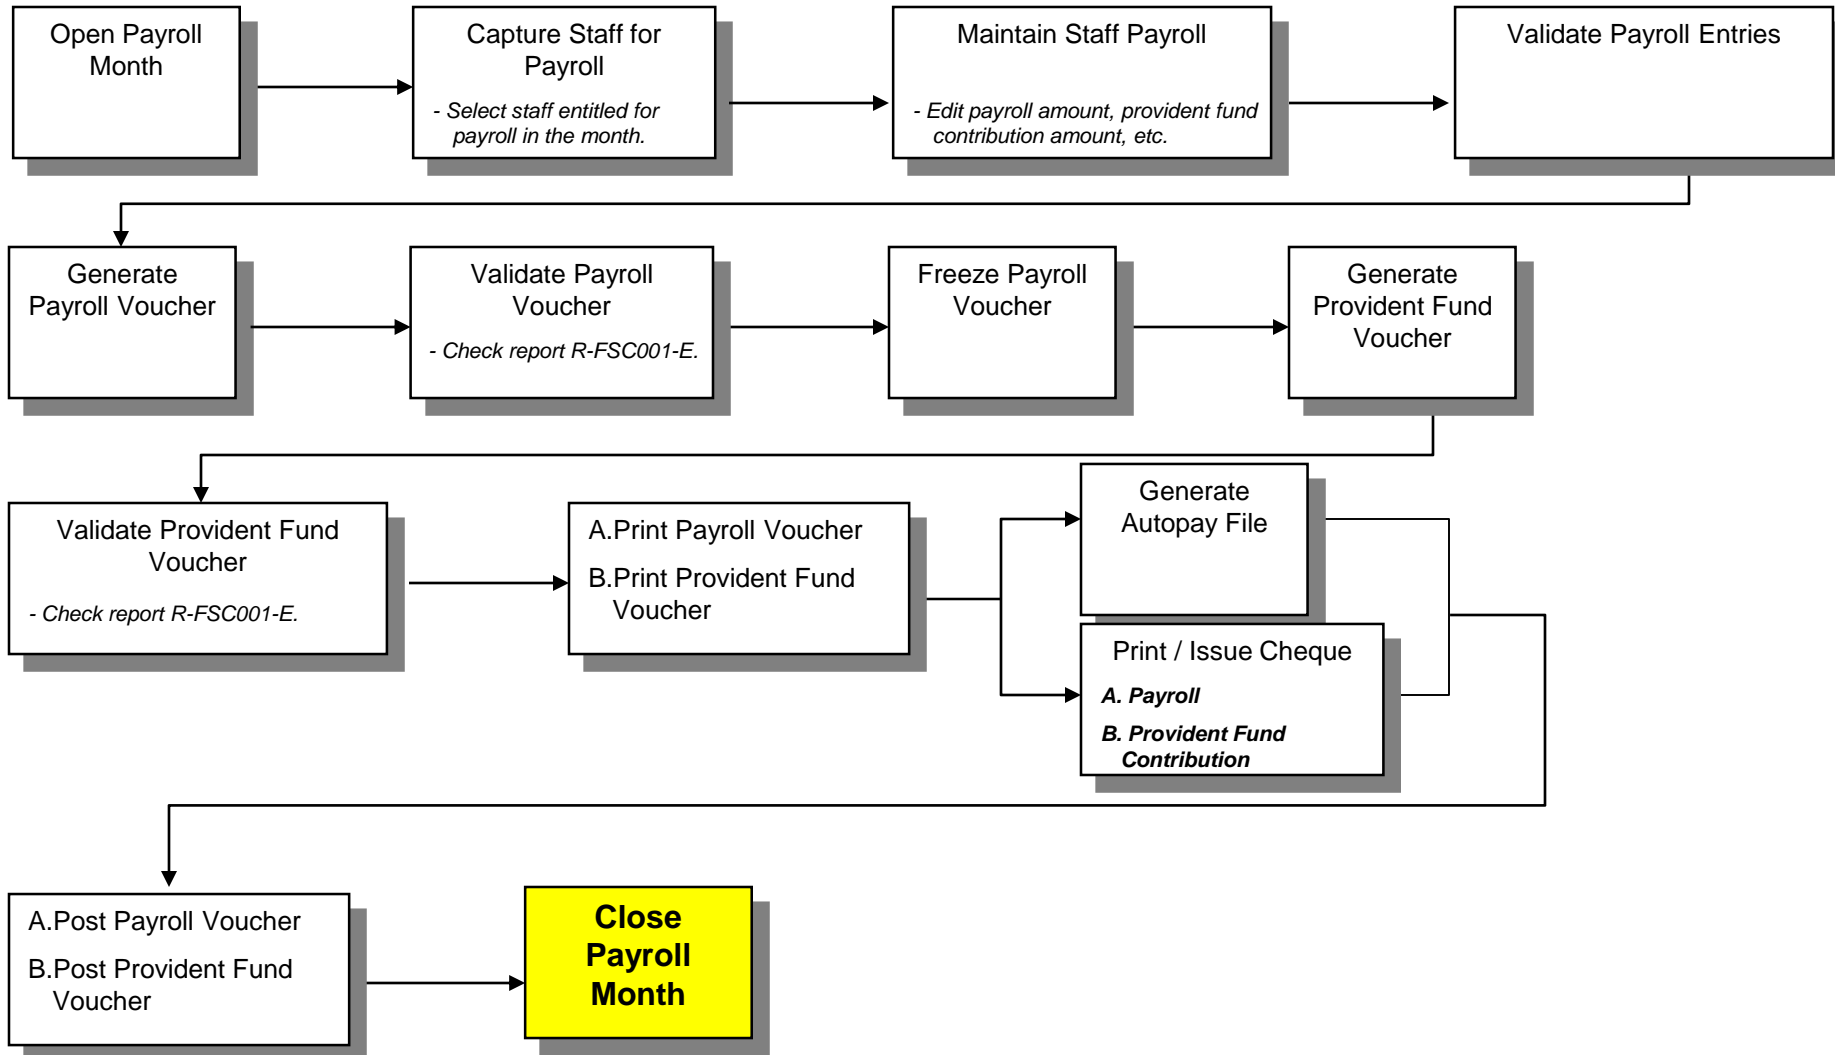 Open Payroll
Month
Capture Staff for
Payroll
- Select staff entitled for
payroll in the month.
Maintain Staff Payroll
- Edit payroll amount, provident fund
contribution amount, etc.
Validate Payroll Entries
Generate
Payroll Voucher
Validate Payroll
Voucher
- Check report R-FSC001-E.
Freeze Payroll
Voucher
Generate
Provident Fund
Voucher
Validate Provident Fund
Voucher
- Check report R-FSC001-E.
A.Print Payroll Voucher
B.Print Provident Fund
Voucher
Generate
Autopay File
Print / Issue Cheque
A. Payroll
B. Provident Fund
Contribution
A.Post Payroll Voucher
B.Post Provident Fund
Voucher
Close
Payroll
Month